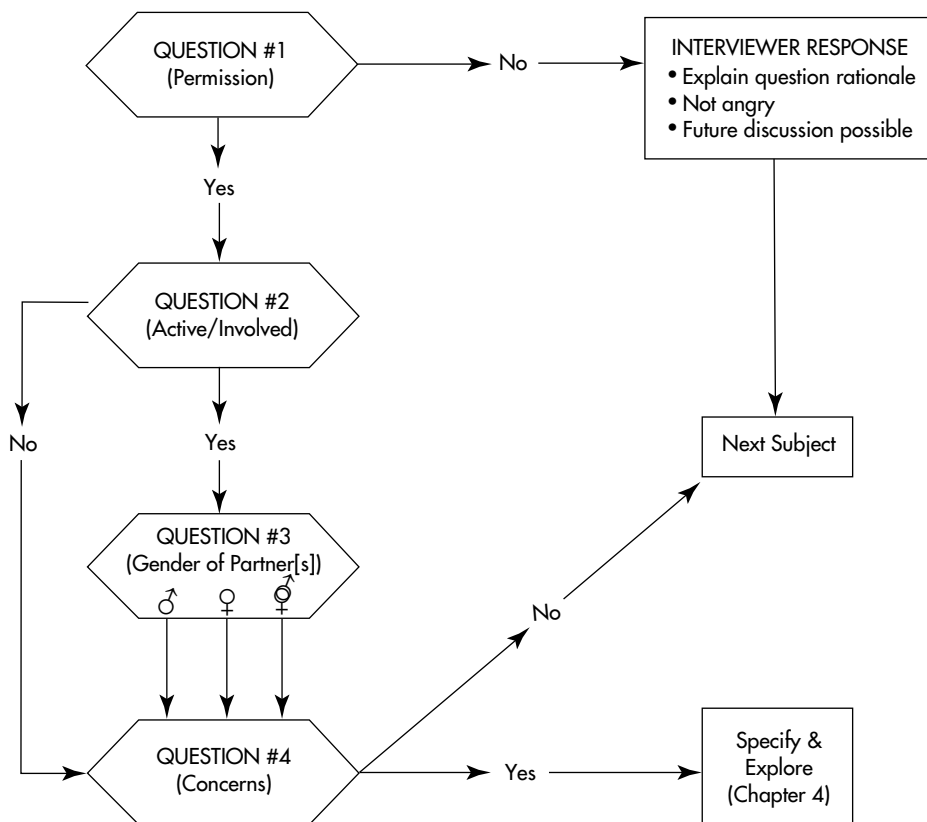 QUESTION #1
(Permission)
No
INTERVIEWER RESPONSE
• Explain question rationale
• Not angry
• Future discussion possible
Yes
QUESTION #2
(Active/Involved)
No
Yes
Next Subject
QUESTION #3
(Gender of Partner[s])
♂ ♀ ⚥
No
QUESTION #4
(Concerns)
Yes
Specify &
Explore
(Chapter 4)